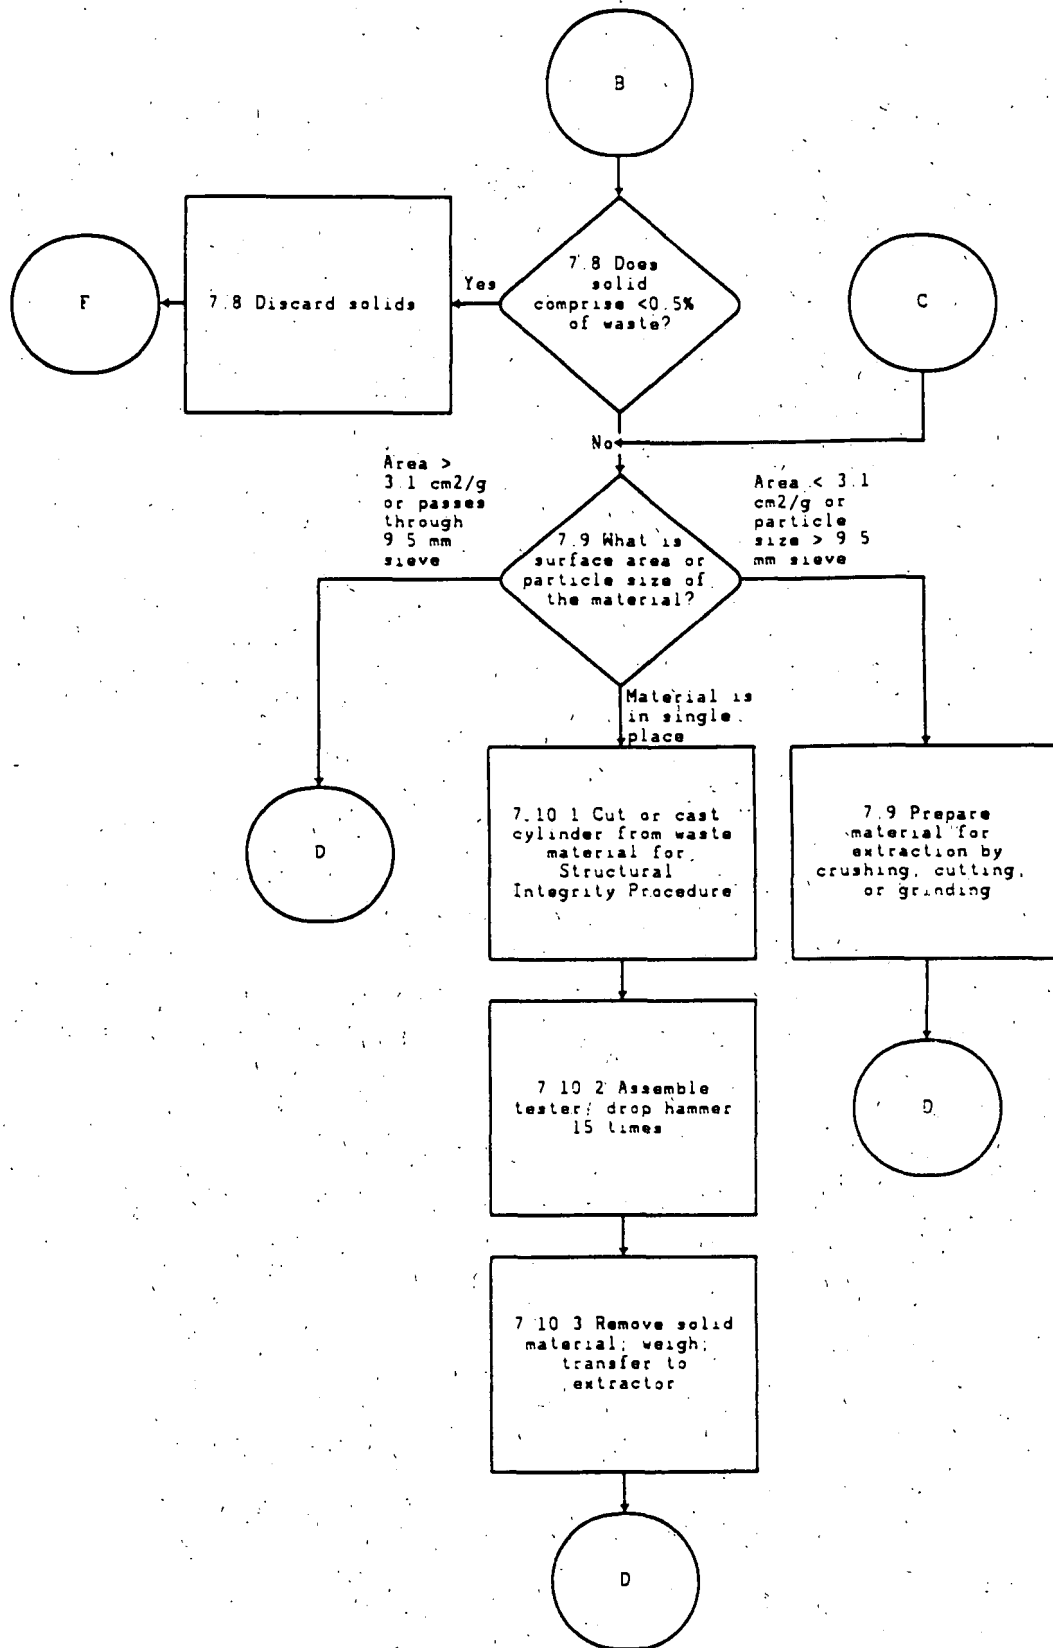 B
7.8 Does
solid
comprise <0.5%
of waste?
Yes
7.8 Discard solids
F
C
No
Area >
3.1 cm2/g
or passes
through
9 5 mm
sieve
7.9 What is
surface area or
particle size of
the material?
Area < 3.1
cm2/g or
particle
size > 9 5
mm sieve
Material is
in single
place
D
7.10 1 Cut or cast
cylinder from waste
material for
Structural
Integrity Procedure
7.9 Prepare
material for
extraction by
crushing, cutting,
or grinding
7 10 2 Assemble
tester; drop hammer
15 times
D
7 10 3 Remove solid
material; weigh;
transfer to
extractor
D